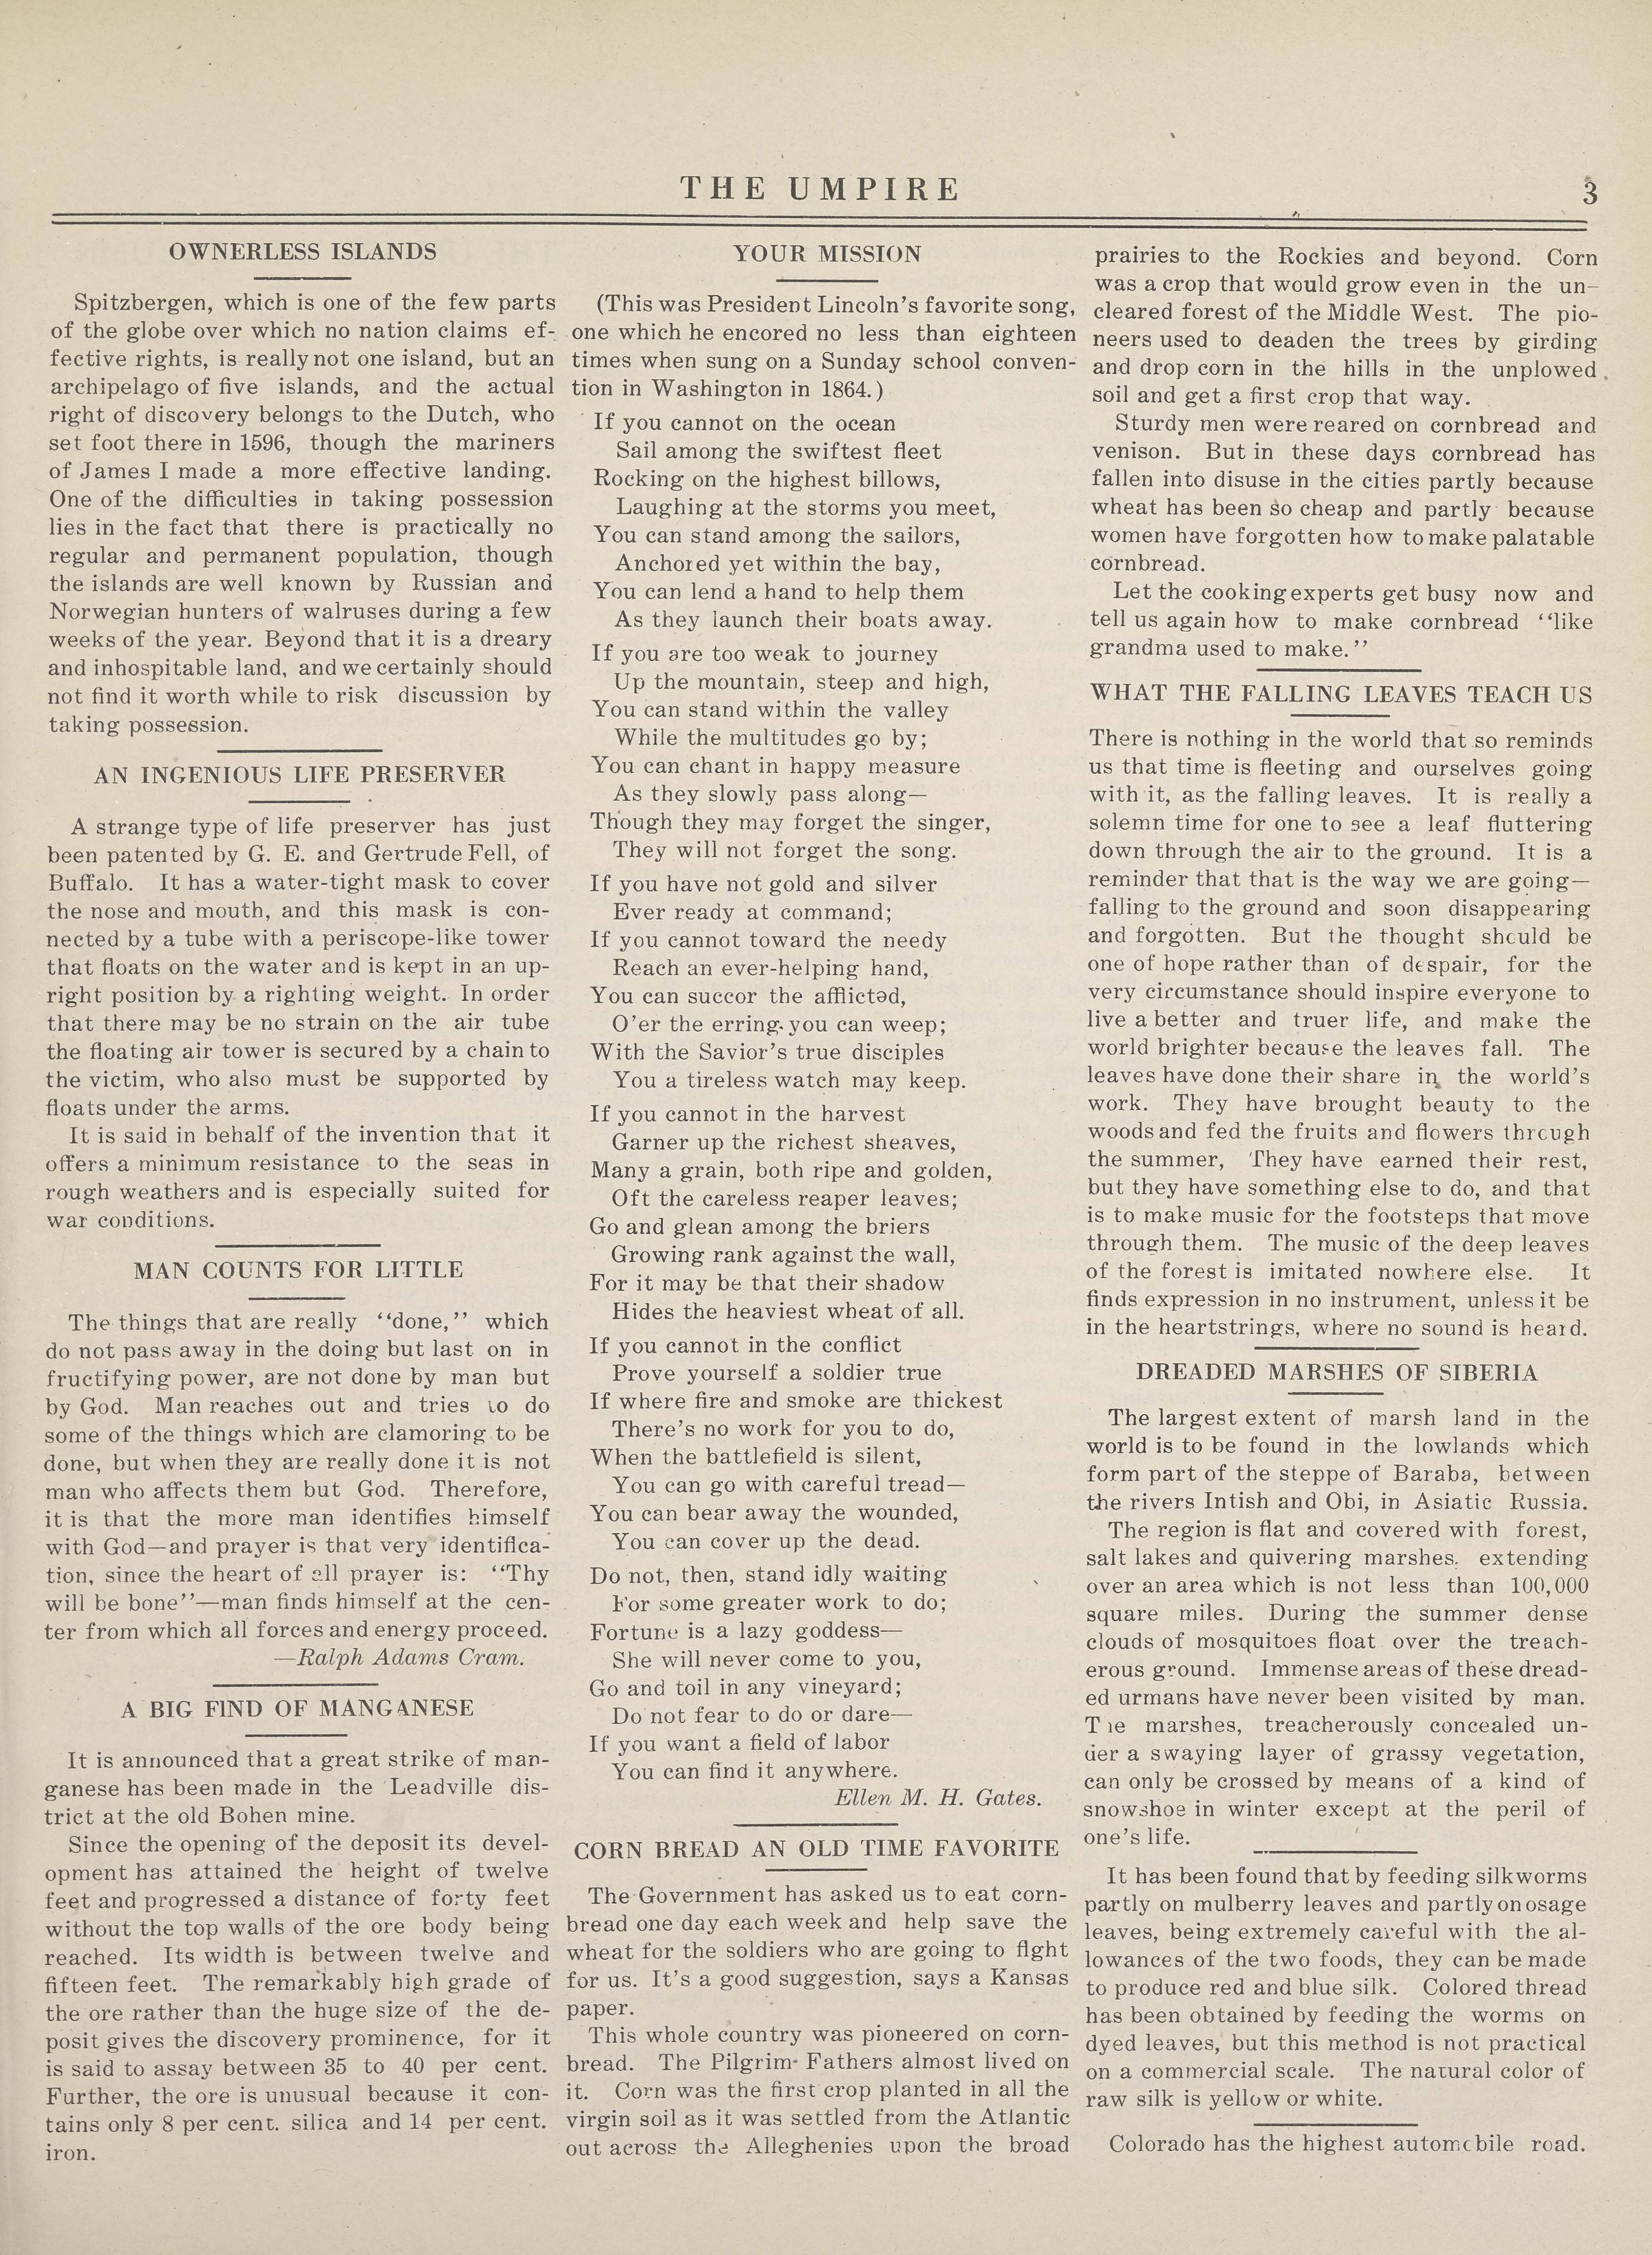 THE UMPIRE
3
OWNERLESS ISLANDS
Spitzbergen, which is one of the few parts
of the globe over which no nation claims ef-
fective rights, is really not one island, but an
archipelago of five islands, and the actual
right of discovery belongs to the Dutch, who
set foot there in 1596, though the mariners
of James I made a more effective landing.
One of the difficulties in taking possession
lies in the fact that there is practically no
regular and permanent population, though
the islands are well known by Russian and
Norwegian hunters of walruses during a few
weeks of the year. Beyond that it is a dreary
and inhospitable land, and we certainly should
not find it worth while to risk discussion by
taking possession.
AN INGENIOUS LIFE PRESERVER
A strange type of life preserver has just
been patented by G. E. and Gertrude Fell, of
Buffalo. It has a water-tight mask to cover
the nose and mouth, and this mask is con-
nected by a tube with a periscope-like tower
that floats on the water and is kept in an up-
right position by a righting weight. In order
that there may be no strain on the air tube
the floating air tower is secured by a chain to
the victim, who also must be supported by
floats under the arms.
It is said in behalf of the invention that it
offers a minimum resistance to the seas in
rough weathers and is especially suited for
war conditions.
MAN COUNTS FOR LITTLE
The things that are really "done," which
do not pass away in the doing but last on in
fructifying power, are not done by man but
by God. Man reaches out and tries to do
some of the things which are clamoring to be
done, but when they are really done it is not
man who affects them but God. Therefore,
it is that the more man identifies himself
with God—and prayer is that very identifica-
tion, since the heart of all prayer is: "Thy
will be bone"—man finds himself at the cen-
ter from which all forces and energy proceed.
—Ralph Adams Cram.
A BIG FIND OF MANGANESE
It is announced that a great strike of man-
ganese has been made in the Leadville dis-
trict at the old Bohen mine.
Since the opening of the deposit its devel-
opment has attained the height of twelve
feet and progressed a distance of forty feet
without the top walls of the ore body being
reached. Its width is between twelve and
fifteen feet. The remarkably high grade of
the ore rather than the huge size of the de-
posit gives the discovery prominence, for it
is said to assay between 35 to 40 per cent.
Further, the ore is unusual because it con-
tains only 8 per cent. silica and 14 per cent.
iron.
YOUR MISSION
(This was President Lincoln's favorite song,
one which he encored no less than eighteen
times when sung on a Sunday school conven-
tion in Washington in 1864.)
If you cannot on the ocean
Sail among the swiftest fleet
Rocking on the highest billows,
Laughing at the storms you meet,
You can stand among the sailors,
Anchored yet within the bay,
You can lend a hand to help them
As they launch their boats away.
If you are too weak to journey
Up the mountain, steep and high,
You can stand within the valley
While the multitudes go by;
You can chant in happy measure
As they slowly pass along—
Though they may forget the singer,
They will not forget the song.
If you have not gold and silver
Ever ready at command;
If you cannot toward the needy
Reach an ever-helping hand,
You can succor the afflicted,
O'er the erring you can weep;
With the Savior's true disciples
You a tireless watch may keep.
If you cannot in the harvest
Garner up the richest sheaves,
Many a grain, both ripe and golden,
Oft the careless reaper leaves;
Go and glean among the briers
Growing rank against the wall,
For it may be that their shadow
Hides the heaviest wheat of all.
If you cannot in the conflict
Prove yourself a soldier true
If where fire and smoke are thickest
There's no work for you to do,
When the battlefield is silent,
You can go with careful tread—
You can bear away the wounded,
You can cover up the dead.
Do not, then, stand idly waiting
For some greater work to do;
Fortune is a lazy goddess—
She will never come to you,
Go and toil in any vineyard;
Do not fear to do or dare—
If you want a field of labor
You can find it anywhere.
Ellen M. H. Gates.
CORN BREAD AN OLD TIME FAVORITE
The Government has asked us to eat corn-
bread one day each week and help save the
wheat for the soldiers who are going to fight
for us. It's a good suggestion, says a Kansas
paper.
This whole country was pioneered on corn-
bread. The Pilgrim Fathers almost lived on
it. Corn was the first crop planted in all the
virgin soil as it was settled from the Atlantic
out across the Alleghenies upon the broad
prairies to the Rockies and beyond. Corn
was a crop that would grow even in the un-
cleared forest of the Middle West. The pio-
neers used to deaden the trees by girding
and drop corn in the hills in the unplowed
soil and get a first crop that way.
Sturdy men were reared on cornbread and
venison. But in these days cornbread has
fallen into disuse in the cities partly because
wheat has been so cheap and partly because
women have forgotten how to make palatable
cornbread.
Let the cooking experts get busy now and
tell us again how to make cornbread "like
grandma used to make."
WHAT THE FALLING LEAVES TEACH US
There is nothing in the world that so reminds
us that time is fleeting and ourselves going
with it, as the falling leaves. It is really a
solemn time for one to see a leaf fluttering
down through the air to the ground. It is a
reminder that that is the way we are going—
falling to the ground and soon disappearing
and forgotten. But the thought should be
one of hope rather than of despair, for the
very circumstance should inspire everyone to
live a better and truer life, and make the
world brighter because the leaves fall. The
leaves have done their share in the world's
work. They have brought beauty to the
woods and fed the fruits and flowers through
the summer, They have earned their rest,
but they have something else to do, and that
is to make music for the footsteps that move
through them. The music of the deep leaves
of the forest is imitated nowhere else. It
finds expression in no instrument, unless it be
in the heartstrings, where no sound is heard.
DREADED MARSHES OF SIBERIA
The largest extent of marsh land in the
world is to be found in the lowlands which
form part of the steppe of Baraba, between
the rivers Intish and Obi, in Asiatic Russia.
The region is flat and covered with forest,
salt lakes and quivering marshes. extending
over an area which is not less than 100,000
square miles. During the summer dense
clouds of mosquitoes float over the treach-
erous ground. Immense areas of these dread-
ed urmans have never been visited by man.
The marshes, treacherously concealed un-
der a swaying layer of grassy vegetation,
can only be crossed by means of a kind of
snowshoe in winter except at the peril of
one's life.
It has been found that by feeding silkworms
partly on mulberry leaves and partly on osage
leaves, being extremely careful with the al-
lowances of the two foods, they can be made
to produce red and blue silk. Colored thread
has been obtained by feeding the worms on
dyed leaves, but this method is not practical
on a commercial scale. The natural color of
raw silk is yellow or white.
Colorado has the highest automobile road.